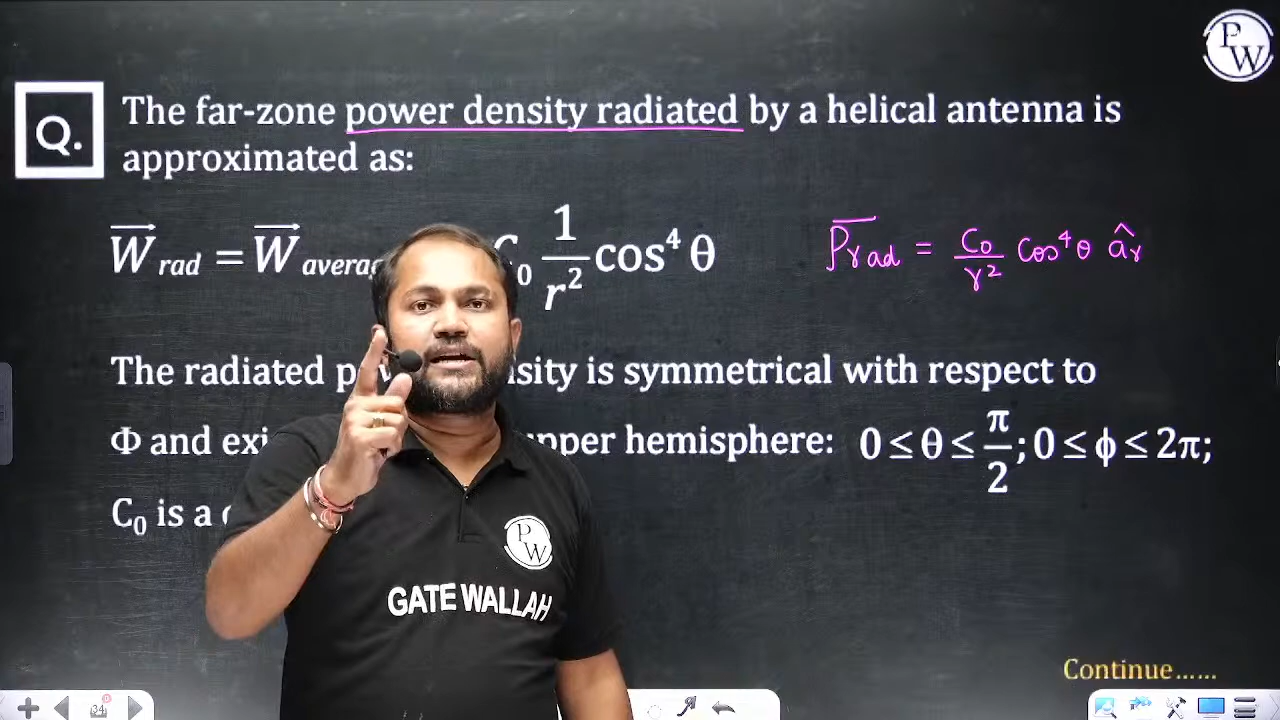 PW
Q.
The far-zone power density radiated by a helical antenna is
approximated as:
W⃗ rad = W⃗ averag C₀ 1/r² cos⁴ θ
P̅rad = C₀/r² Cos⁴θ âr
The radiated sity is symmetrical with respect to
Φ and upper hemisphere: 0 ≤ θ ≤ π/2; 0 ≤ ϕ ≤ 2π;
C₀ is a
PW
GATE WALLAH
Continue......
34